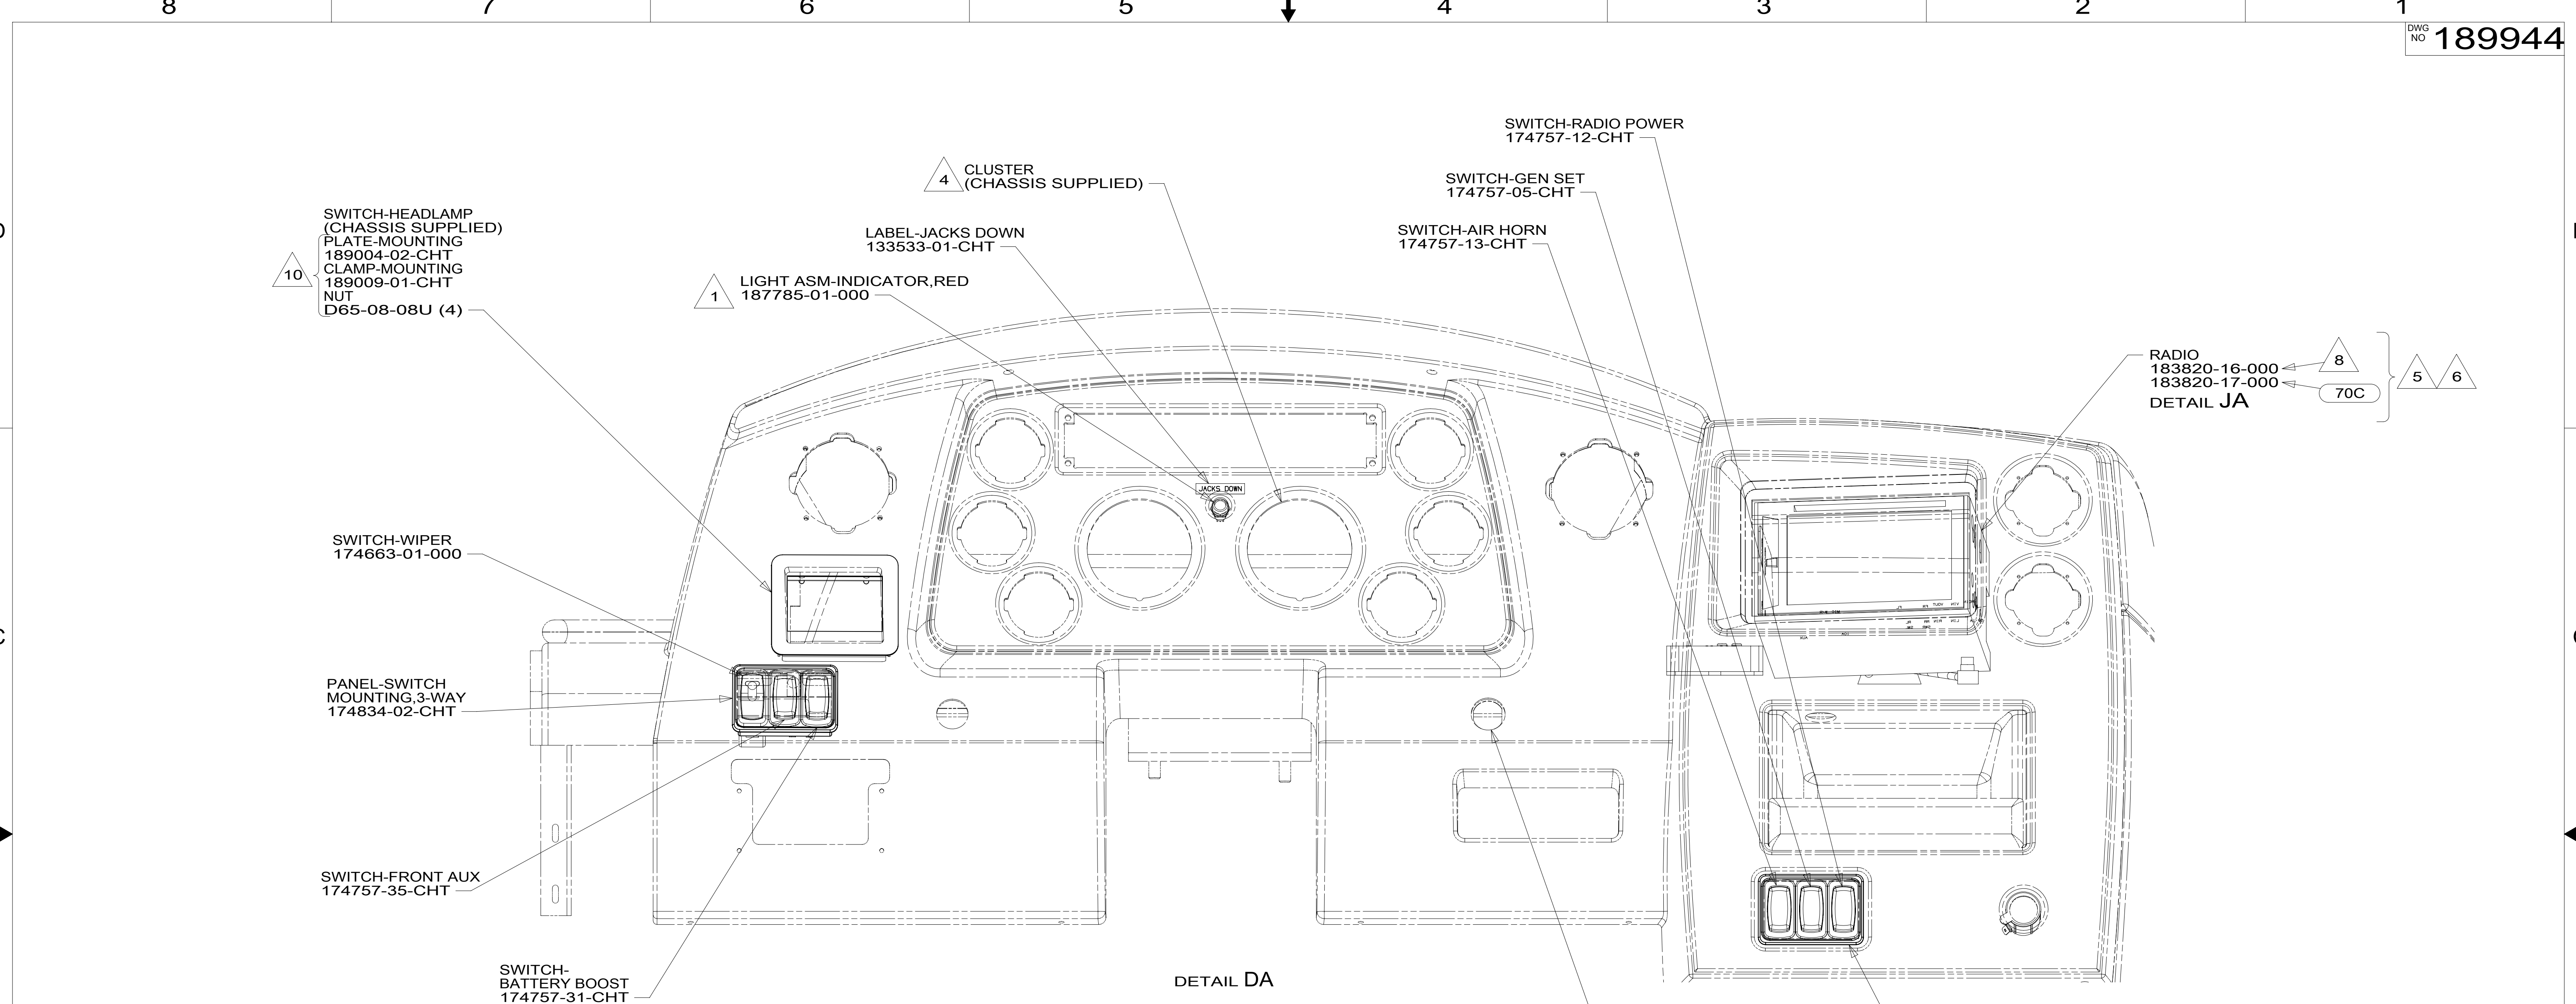 8 7 6 5 4 3 2 1
DWG NO 189944
SWITCH-RADIO POWER
174757-12-CHT
4
CLUSTER
(CHASSIS SUPPLIED)
SWITCH-GEN SET
174757-05-CHT
SWITCH-HEADLAMP
(CHASSIS SUPPLIED)
PLATE-MOUNTING
189004-02-CHT
CLAMP-MOUNTING
189009-01-CHT
NUT
D65-08-08U (4)
10
LABEL-JACKS DOWN
133533-01-CHT
SWITCH-AIR HORN
174757-13-CHT
1
LIGHT ASM-INDICATOR,RED
187785-01-000
RADIO
183820-16-000
8
183820-17-000
70C
DETAIL JA
5 6
JACKS DOWN
SWITCH-WIPER
174663-01-000
PANEL-SWITCH
MOUNTING,3-WAY
174834-02-CHT
SWITCH-FRONT AUX
174757-35-CHT
SWITCH-
BATTERY BOOST
174757-31-CHT
DETAIL DA